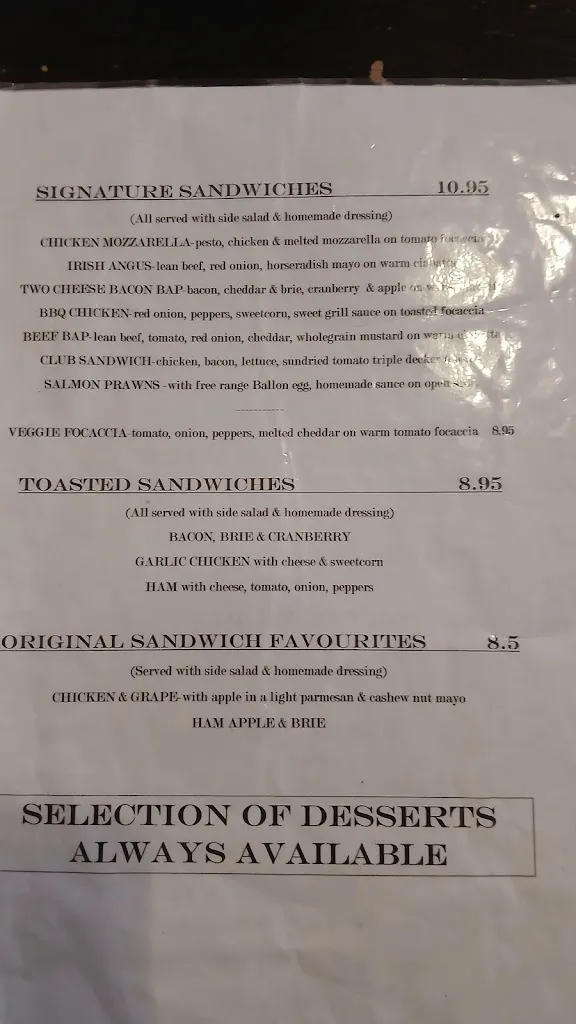 SIGNATURE SANDWICHES 10.95
(All served with side salad & homemade dressing)
CHICKEN MOZZARELLA-pesto, chicken & melted mozzarella on tomato focaccia
IRISH ANGUS-lean beef, red onion, horseradish mayo on warm ciabatta
TWO CHEESE BACON BAP-bacon, cheddar & brie, cranberry & apple on
BBQ CHICKEN-red onion, peppers, sweetcorn, sweet grill sauce on toasted focaccia
BEEF BAP-lean beef, tomato, red onion, cheddar, wholegrain mustard on warm
CLUB SANDWICH-chicken, bacon, lettuce, sundried tomato triple decker
SALMON PRAWNS -with free range Ballon egg, homemade sauce on open
------------
VEGGIE FOCACCIA-tomato, onion, peppers, melted cheddar on warm tomato focaccia 8.95
TOASTED SANDWICHES 8.95
(All served with side salad & homemade dressing)
BACON, BRIE & CRANBERRY
GARLIC CHICKEN with cheese & sweetcorn
HAM with cheese, tomato, onion, peppers
ORIGINAL SANDWICH FAVOURITES 8.5
(Served with side salad & homemade dressing)
CHICKEN & GRAPE-with apple in a light parmesan & cashew nut mayo
HAM APPLE & BRIE
SELECTION OF DESSERTS
ALWAYS AVAILABLE